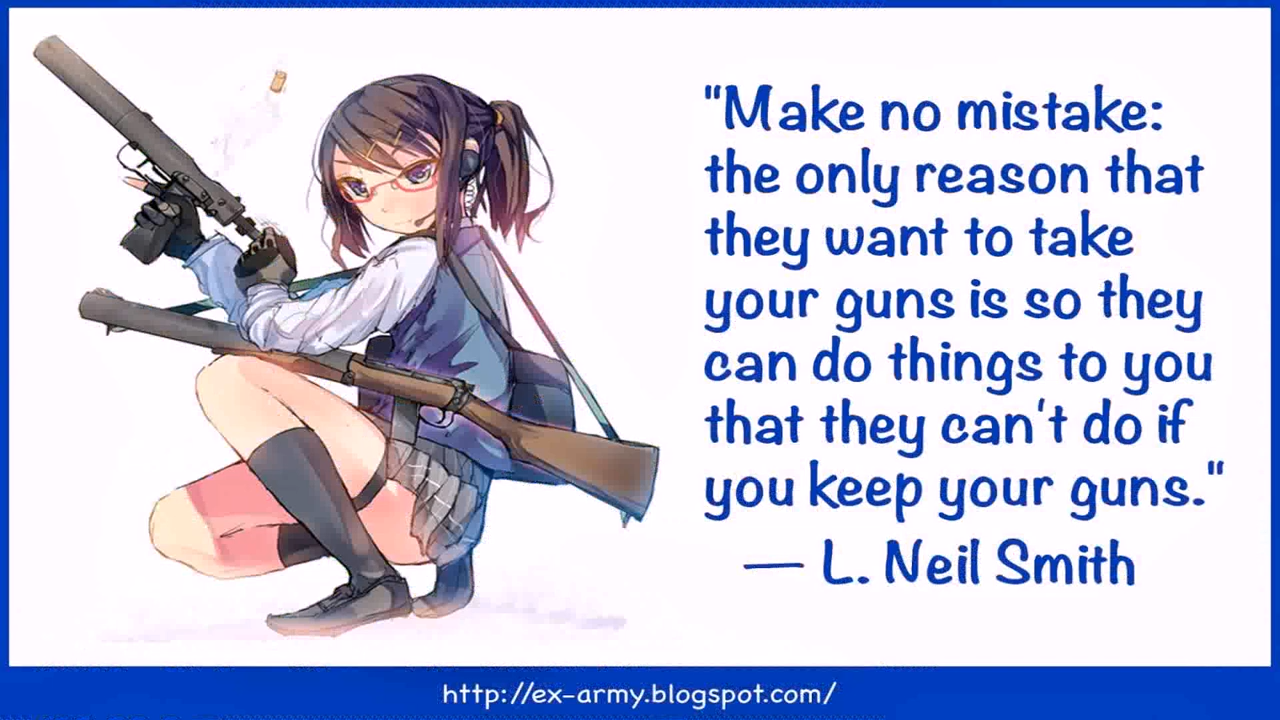 "Make no mistake:
the only reason that
they want to take
your guns is so they
can do things to you
that they can't do if
you keep your guns."
— L. Neil Smith
http://ex-army.blogspot.com/